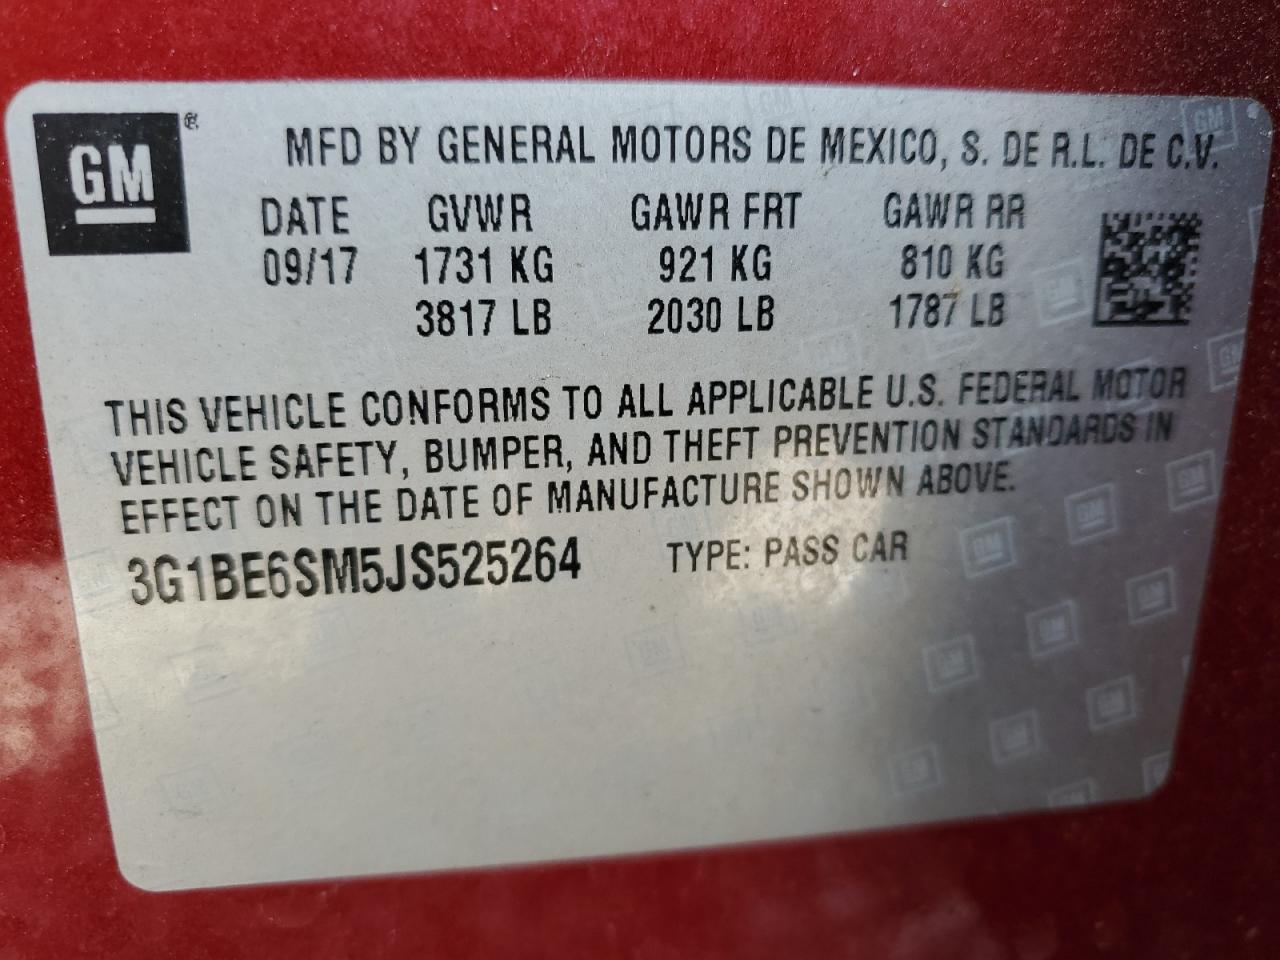 GM
MFD BY GENERAL MOTORS DE MEXICO, S. DE R.L. DE C.V.
DATE GVWR GAWR FRT GAWR RR
09/17 1731 KG 921 KG 810 KG
3817 LB 2030 LB 1787 LB
THIS VEHICLE CONFORMS TO ALL APPLICABLE U.S. FEDERAL MOTOR
VEHICLE SAFETY, BUMPER, AND THEFT PREVENTION STANDARDS IN
EFFECT ON THE DATE OF MANUFACTURE SHOWN ABOVE.
3G1BE6SM5JS525264 TYPE: PASS CAR